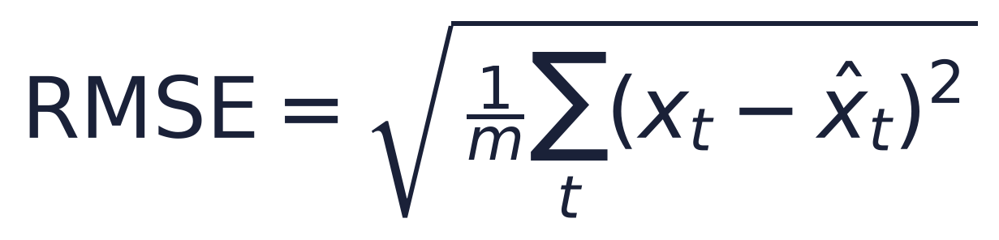 RMSE = √(1/m ∑_t (x_t − x̂_t)²)